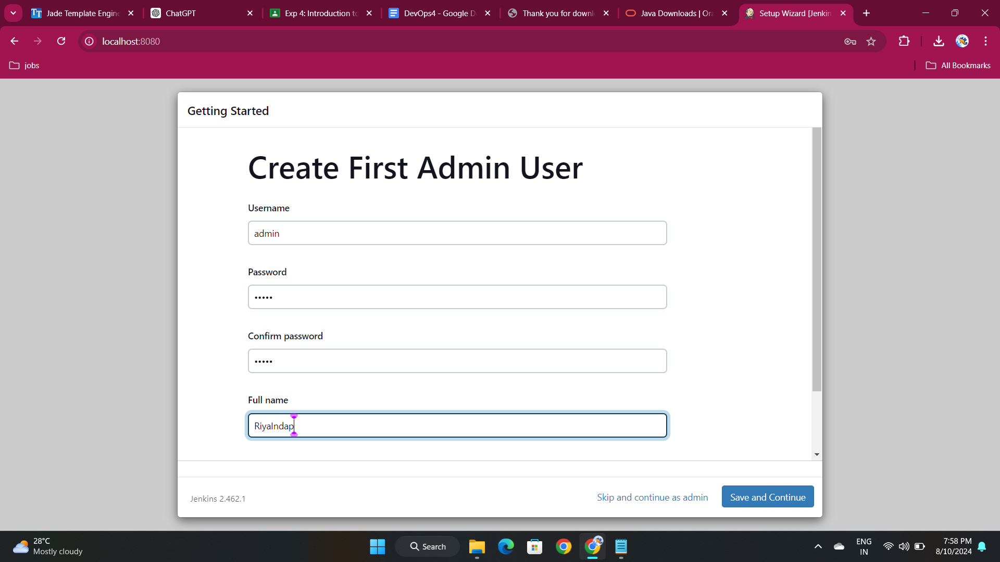 Jade Template Engine
ChatGPT
Exp 4: Introduction to
DevOps4 - Google D
Thank you for downl
Java Downloads | Ora
Setup Wizard [Jenkin
localhost:8080
jobs
All Bookmarks
Getting Started
Create First Admin User
Username
admin
Password
•••••
Confirm password
•••••
Full name
RiyaIndap
Jenkins 2.462.1
Skip and continue as admin
Save and Continue
28°C
Mostly cloudy
Search
ENG
IN
7:58 PM
8/10/2024